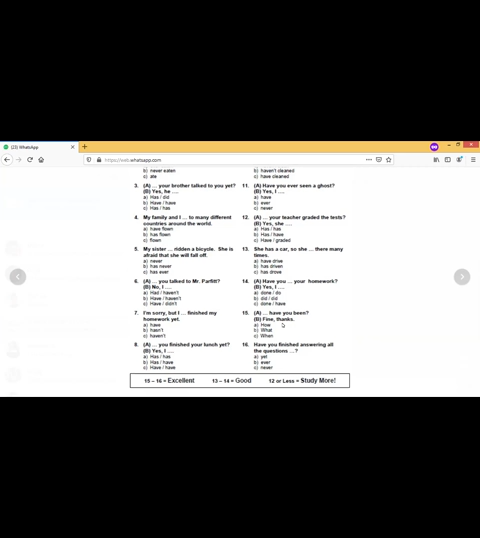 (23) WhatsApp
https://web.whatsapp.com
b) never eaten
c) ate
3. (A) ... your brother talked to you yet?
(B) Yes, he ....
a) Has / did
b) Have / have
c) Has / has
4. My family and I ... to many different
countries around the world.
a) have flown
b) has flown
c) flown
5. My sister ... ridden a bicycle. She is
afraid that she will fall off.
a) never
b) has never
c) has ever
6. (A) ... you talked to Mr. Parfitt?
(B) No, I ....
a) Had / haven't
b) Have / haven't
c) Have / didn't
7. I'm sorry, but I ... finished my
homework yet.
a) have
b) hasn't
c) haven't
8. (A) ... you finished your lunch yet?
(B) Yes, I ....
a) Has / has
b) Has / have
c) Have / have
b) haven't cleaned
c) have cleaned
11. (A) Have you ever seen a ghost?
(B) Yes, I ....
a) have
b) ever
c) never
12. (A) ... your teacher graded the tests?
(B) Yes, she ....
a) Has / has
b) Has / have
c) Have / graded
13. She has a car, so she ... there many
times.
a) have drive
b) has driven
c) has drove
14. (A) Have you ... your homework?
(B) Yes, I ....
a) done / do
b) did / did
c) done / have
15. (A) ... have you been?
(B) Fine, thanks.
a) How
b) What
c) When
16. Have you finished answering all
the questions ...?
a) yet
b) ever
c) never
15 – 16 = Excellent 13 – 14 = Good 12 or Less = Study More!